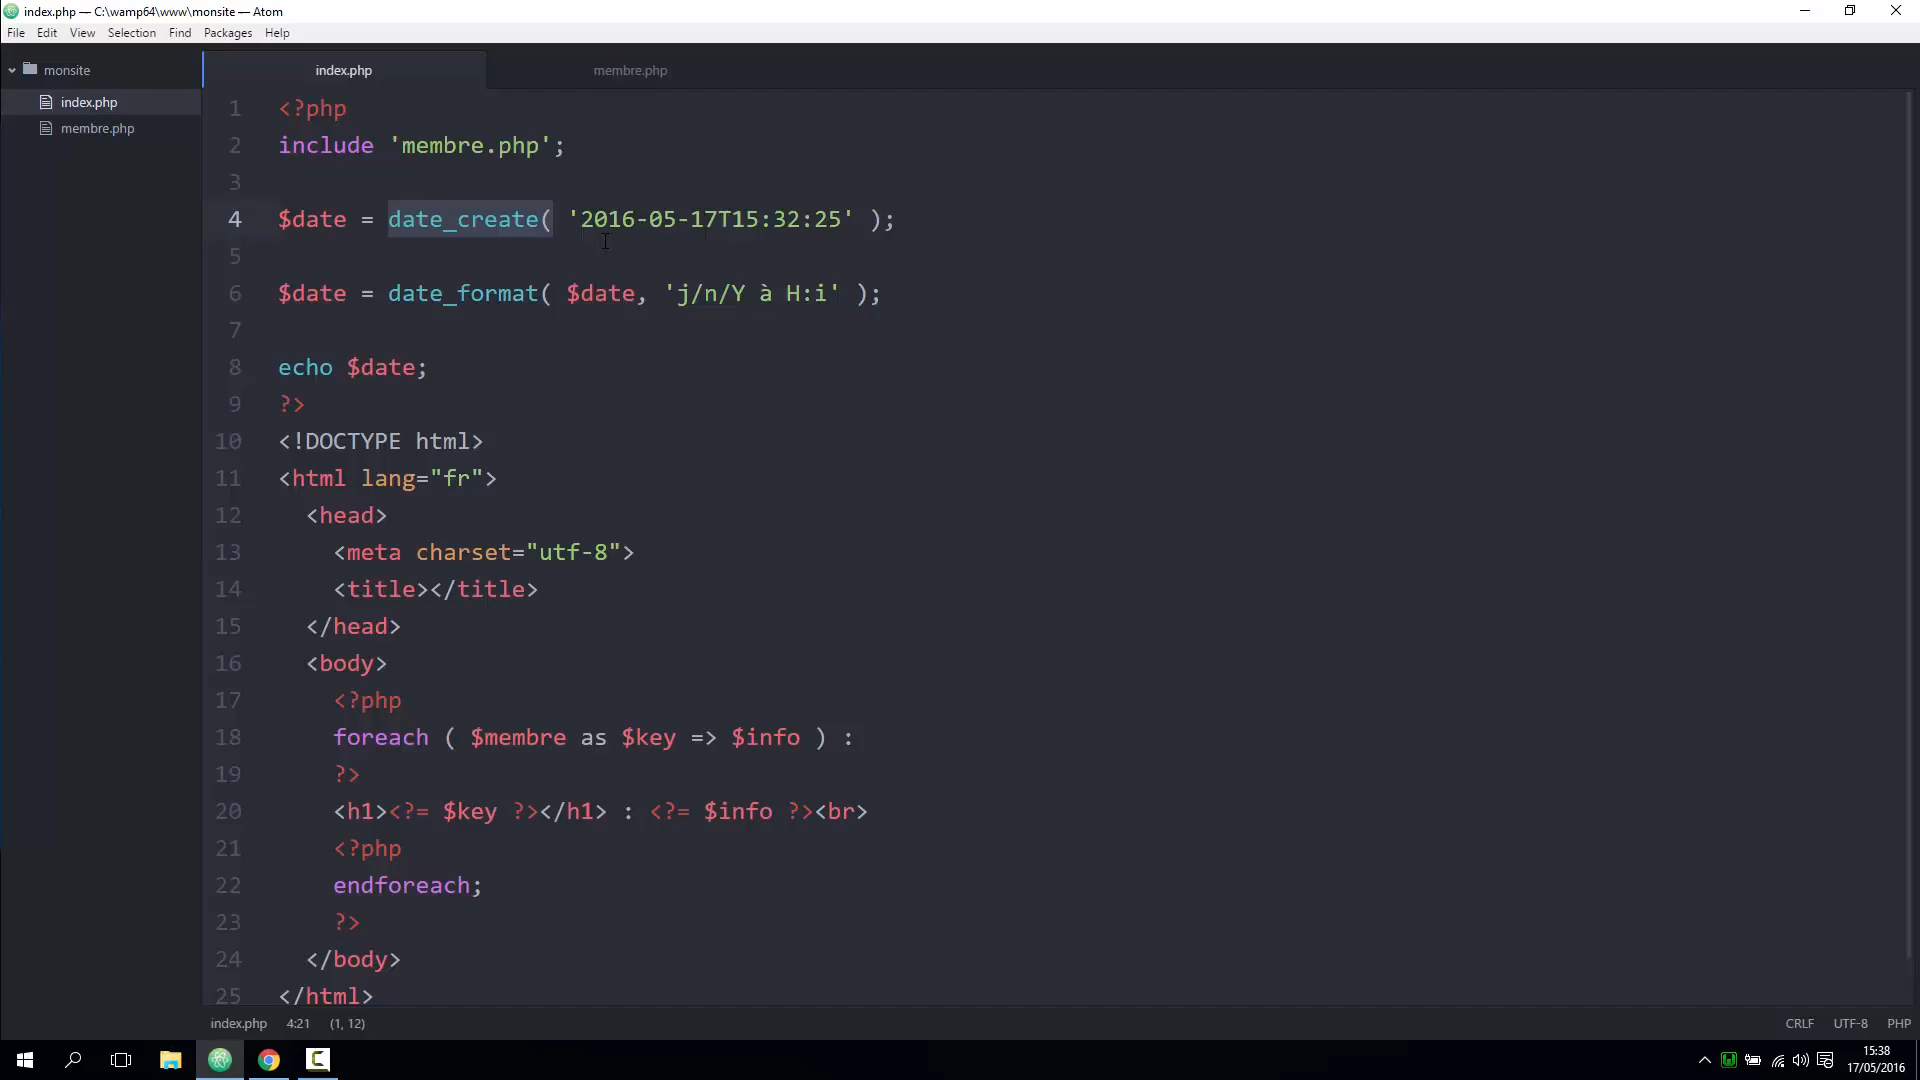 index.php — C:\wamp64\www\monsite — Atom
File Edit View Selection Find Packages Help
monsite
index.php
membre.php
index.php membre.php
1 <?php
2 include 'membre.php';
3
4 $date = date_create( '2016-05-17T15:32:25' );
5
6 $date = date_format( $date, 'j/n/Y à H:i' );
7
8 echo $date;
9 ?>
10 <!DOCTYPE html>
11 <html lang="fr">
12 <head>
13 <meta charset="utf-8">
14 <title></title>
15 </head>
16 <body>
17 <?php
18 foreach ( $membre as $key => $info ) :
19 ?>
20 <h1><?= $key ?></h1> : <?= $info ?><br>
21 <?php
22 endforeach;
23 ?>
24 </body>
25 </html>
index.php 4:21 (1, 12) CRLF UTF-8 PHP
15:38
17/05/2016